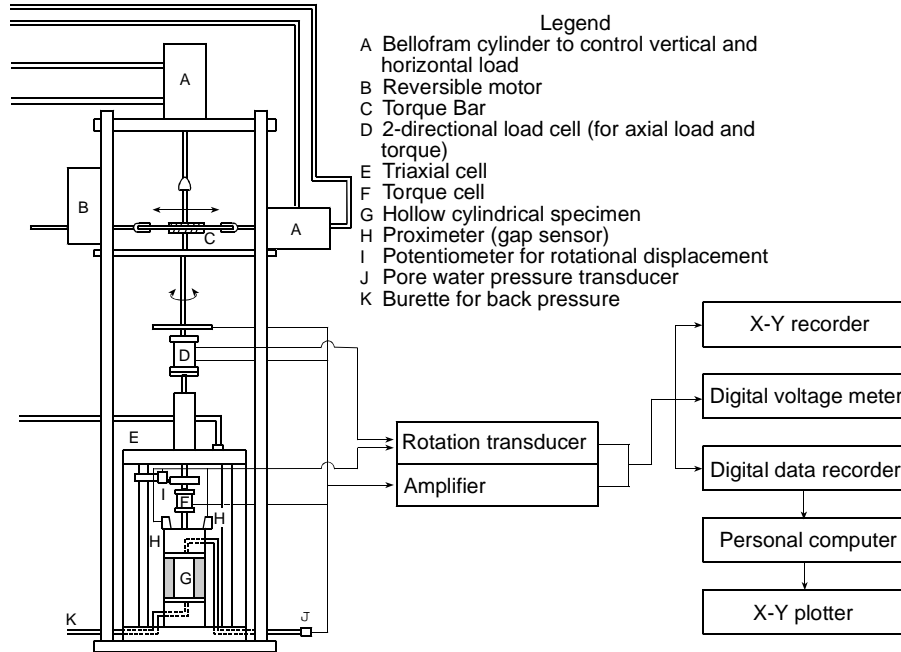 Legend
A Bellofram cylinder to control vertical and
horizontal load
B Reversible motor
C Torque Bar
D 2-directional load cell (for axial load and
torque)
E Triaxial cell
F Torque cell
G Hollow cylindrical specimen
H Proximeter (gap sensor)
I Potentiometer for rotational displacement
J Pore water pressure transducer
K Burette for back pressure
A
B
C
A
D
E
I
F
H
H
G
K
J
Rotation transducer
Amplifier
X-Y recorder
Digital voltage meter
Digital data recorder
Personal computer
X-Y plotter